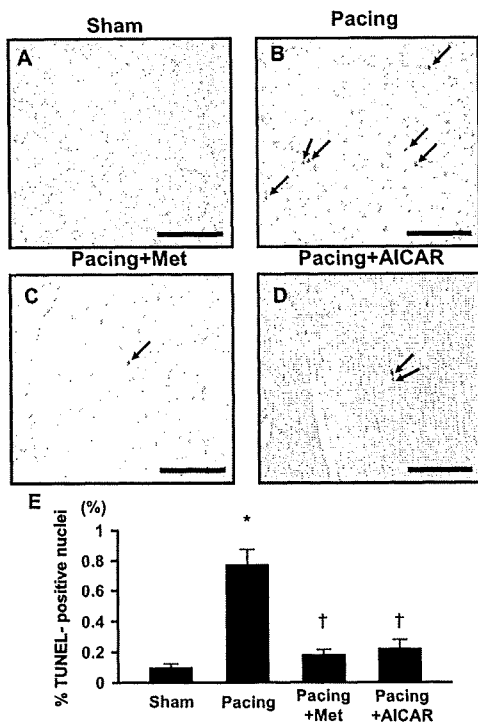 Sham
Pacing
A
B
Pacing+Met
Pacing+AICAR
C
D
E
(%)
% TUNEL- positive nuclei
1
0.8
0.6
0.4
0.2
0
*
†
†
Sham
Pacing
Pacing
+Met
Pacing
+AICAR